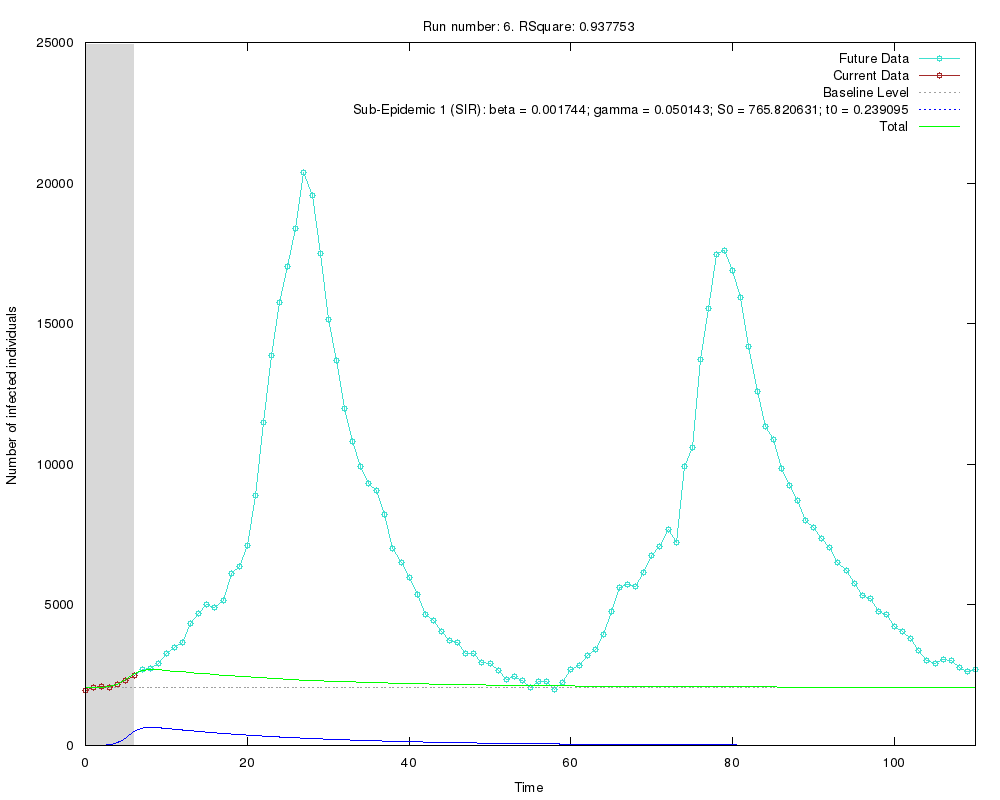 Run number: 6. RSquare: 0.937753
25000
20000
15000
10000
5000
0
Number of infected individuals
Future Data
Current Data
Baseline Level
Sub-Epidemic 1 (SIR): beta = 0.001744; gamma = 0.050143; S0 = 765.820631; t0 = 0.239095
Total
0 20 40 60 80 100
Time